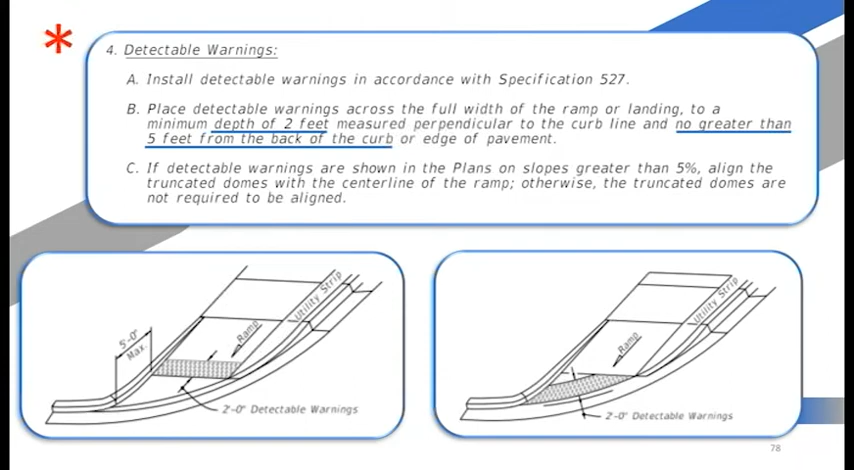 4. Detectable Warnings:
A. Install detectable warnings in accordance with Specification 527.
B. Place detectable warnings across the full width of the ramp or landing, to a
minimum depth of 2 feet measured perpendicular to the curb line and no greater than
5 feet from the back of the curb or edge of pavement.
C. If detectable warnings are shown in the Plans on slopes greater than 5%, align the
truncated domes with the centerline of the ramp; otherwise, the truncated domes are
not required to be aligned.
Utility Strip
Ramp
5'-0"
Max.
2'-0" Detectable Warnings
Utility Strip
Ramp
2'-0" Detectable Warnings
78